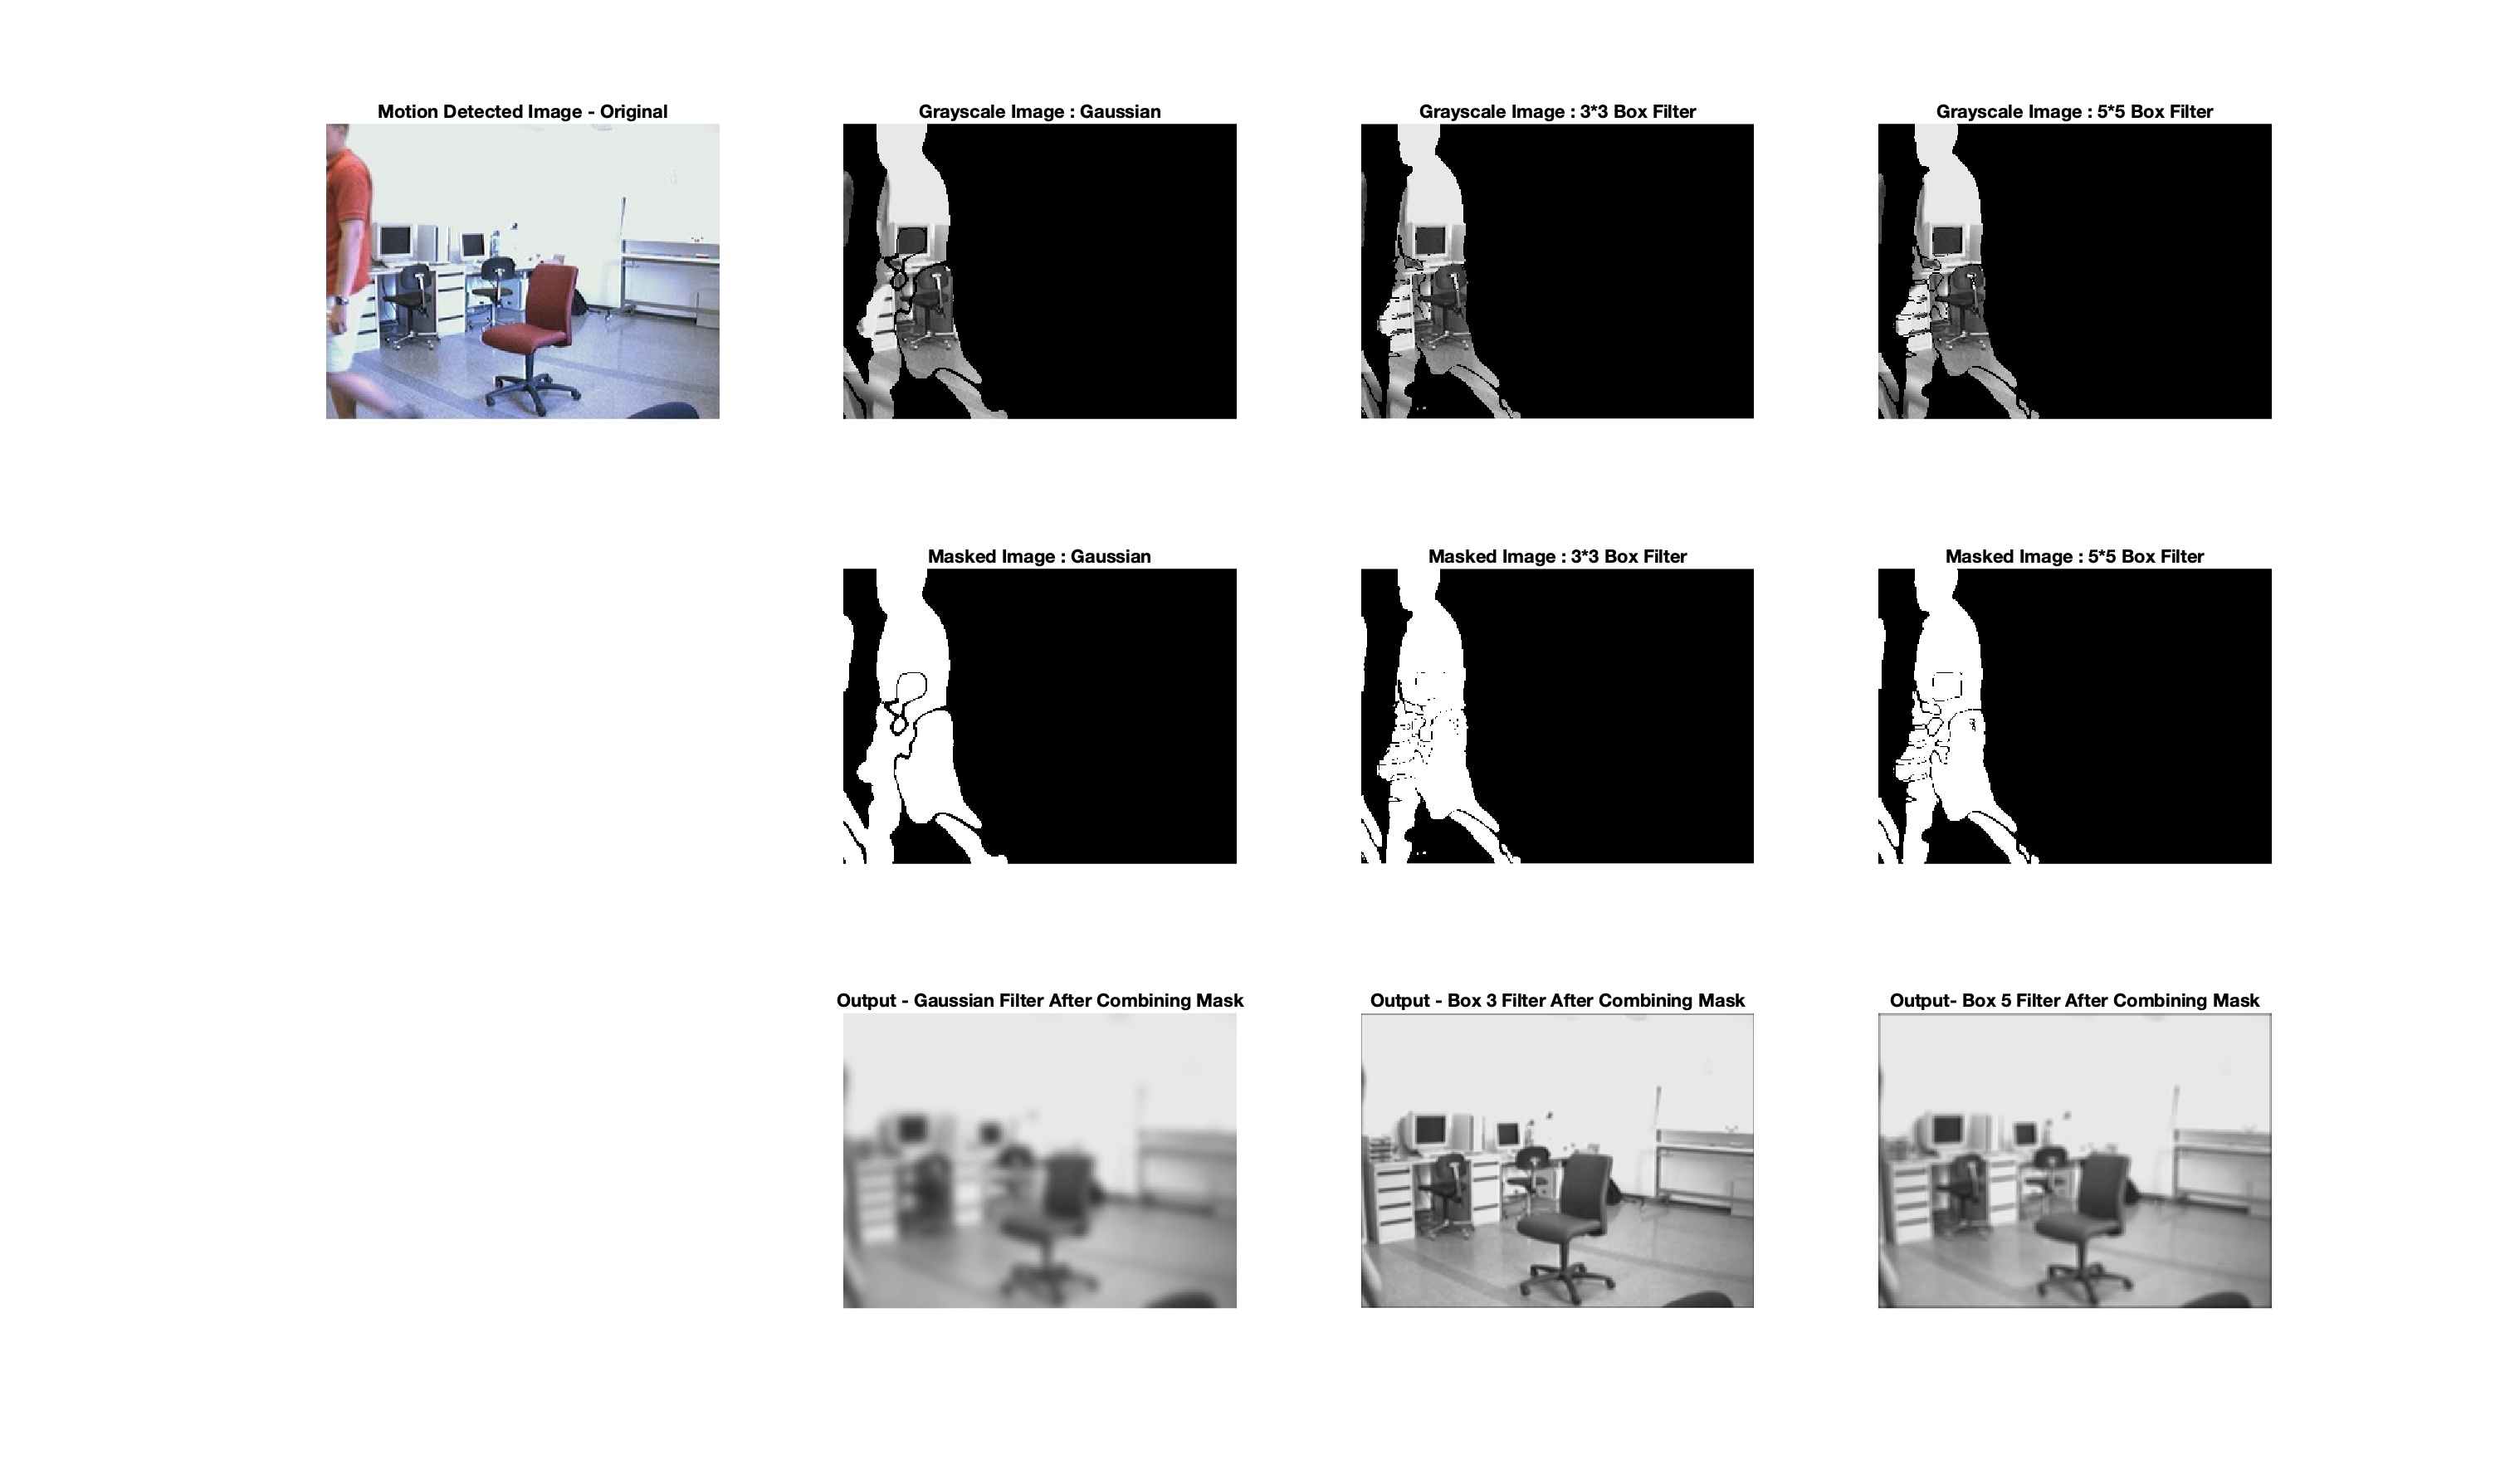 Motion Detected Image - Original
Grayscale Image : Gaussian
Grayscale Image : 3*3 Box Filter
Grayscale Image : 5*5 Box Filter
Masked Image : Gaussian
Masked Image : 3*3 Box Filter
Masked Image : 5*5 Box Filter
Output - Gaussian Filter After Combining Mask
Output - Box 3 Filter After Combining Mask
Output- Box 5 Filter After Combining Mask